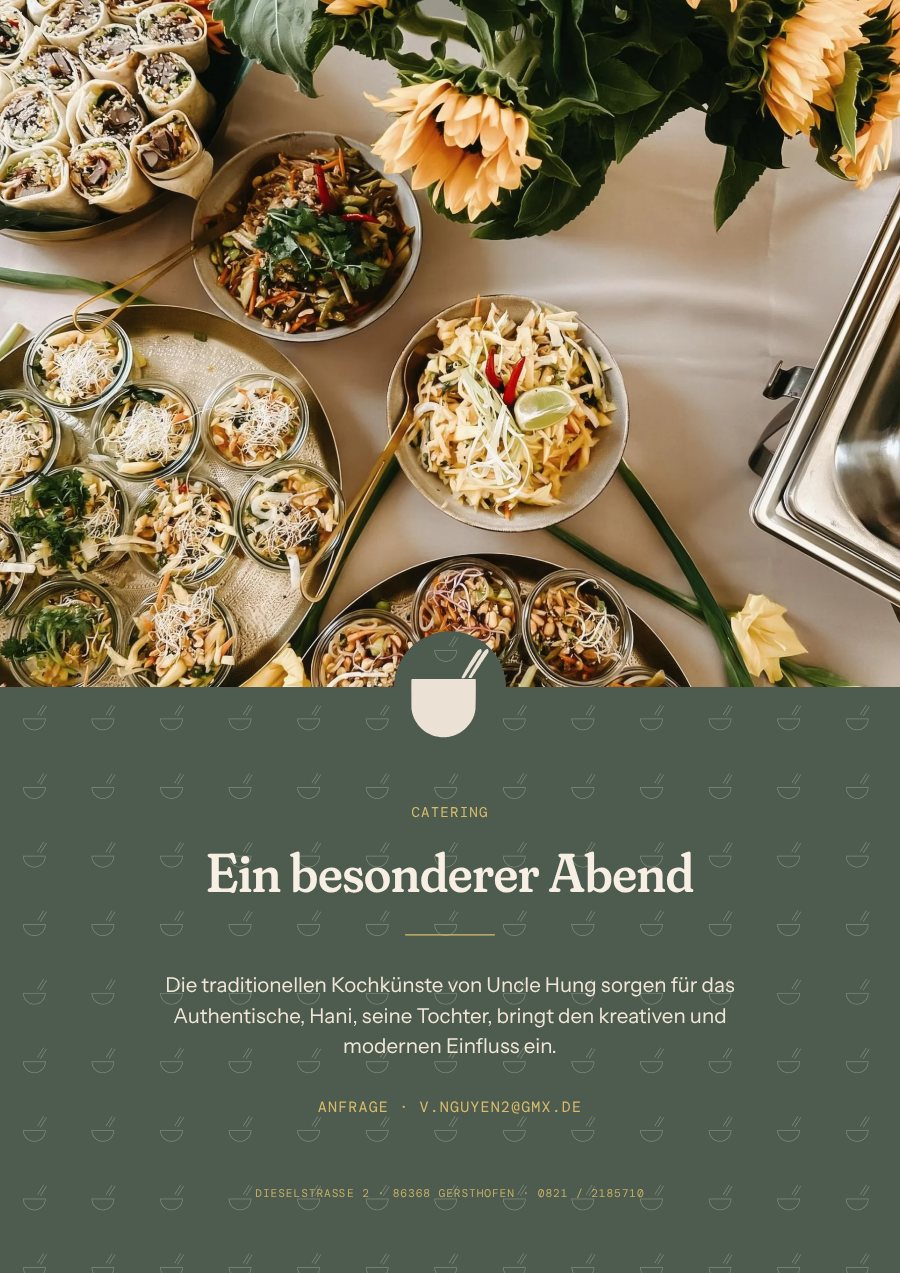 CATERING
Ein besonderer Abend
Die traditionellen Kochkünste von Uncle Hung sorgen für das
Authentische, Hani, seine Tochter, bringt den kreativen und
modernen Einfluss ein.
ANFRAGE · V.NGUYEN2@GMX.DE
DIESELSTRASSE 2 · 86368 GERSTHOFEN · 0821 / 2185710